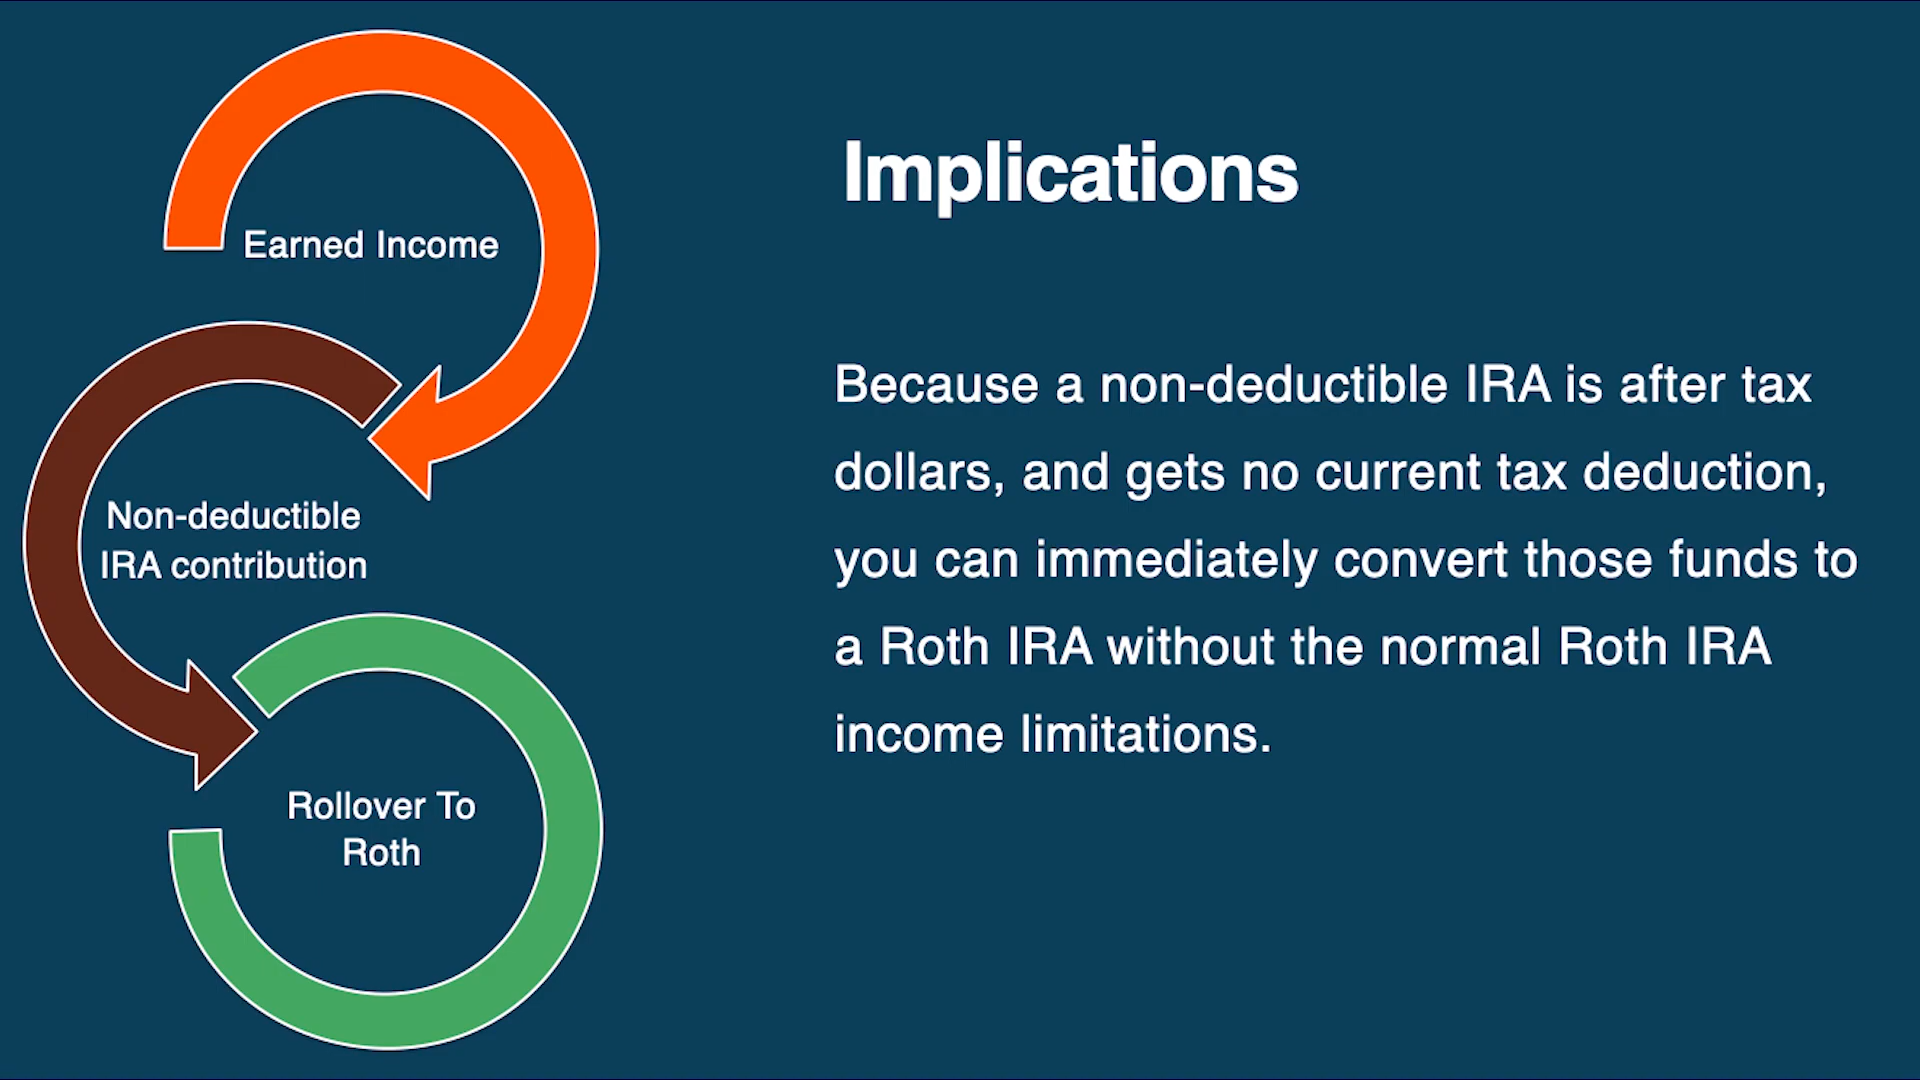 Earned Income
Non-deductible
IRA contribution
Rollover To
Roth
Implications
Because a non-deductible IRA is after tax
dollars, and gets no current tax deduction,
you can immediately convert those funds to
a Roth IRA without the normal Roth IRA
income limitations.